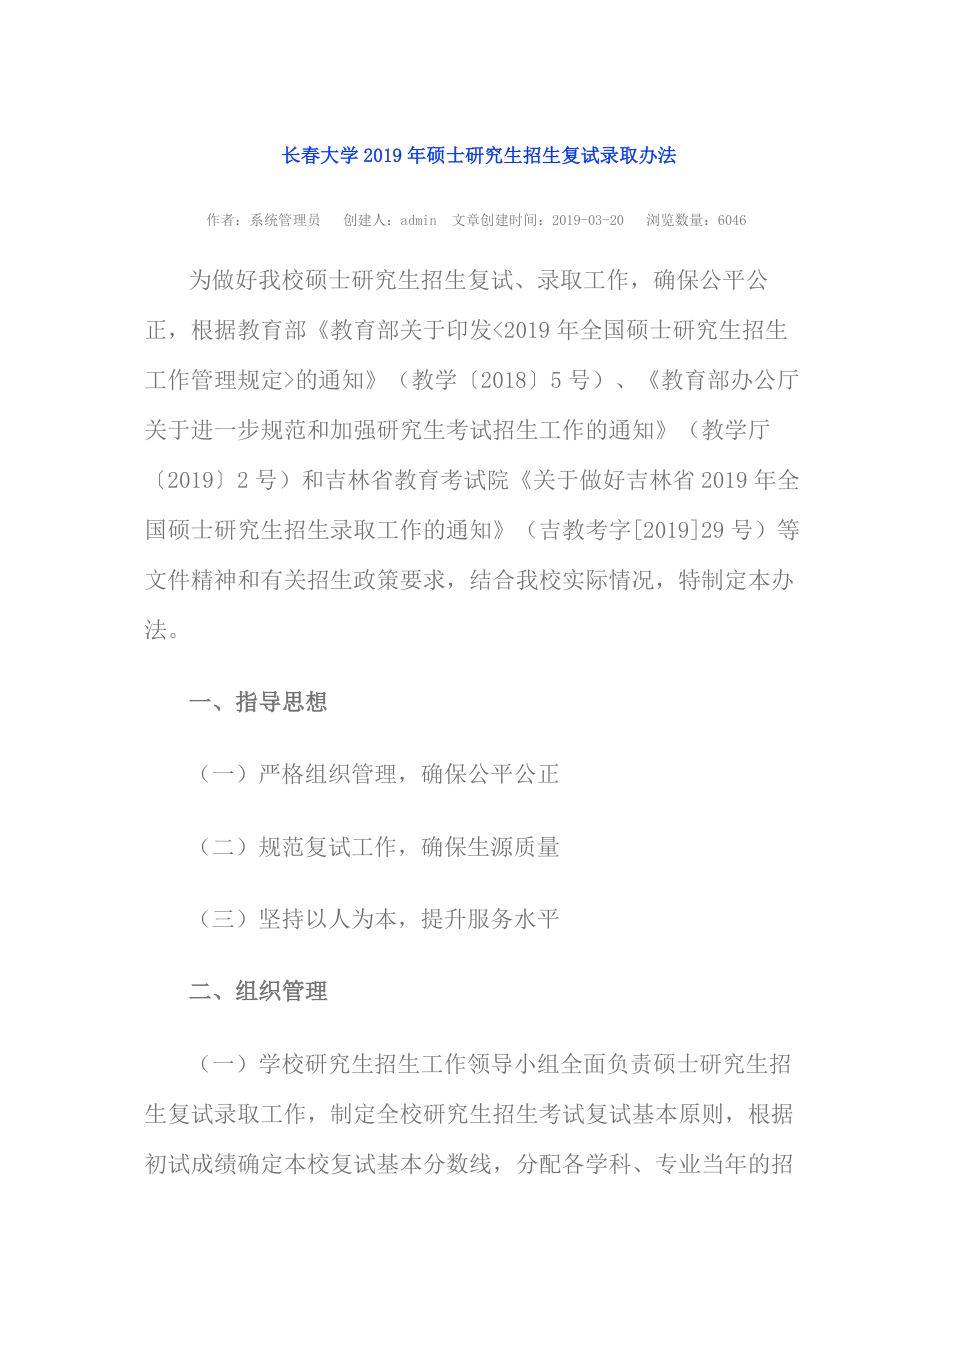 长春大学 2019 年硕士研究生招生复试录取办法
作者：系统管理员 创建人：admin 文章创建时间：2019-03-20 浏览数量：6046
为做好我校硕士研究生招生复试、录取工作，确保公平公
正，根据教育部《教育部关于印发<2019 年全国硕士研究生招生
工作管理规定>的通知》（教学〔2018〕5 号）、《教育部办公厅
关于进一步规范和加强研究生考试招生工作的通知》（教学厅
〔2019〕2 号）和吉林省教育考试院《关于做好吉林省 2019 年全
国硕士研究生招生录取工作的通知》（吉教考字[2019]29 号）等
文件精神和有关招生政策要求，结合我校实际情况，特制定本办
法。
一、指导思想
（一）严格组织管理，确保公平公正
（二）规范复试工作，确保生源质量
（三）坚持以人为本，提升服务水平
二、组织管理
（一）学校研究生招生工作领导小组全面负责硕士研究生招
生复试录取工作，制定全校研究生招生考试复试基本原则，根据
初试成绩确定本校复试基本分数线，分配各学科、专业当年的招